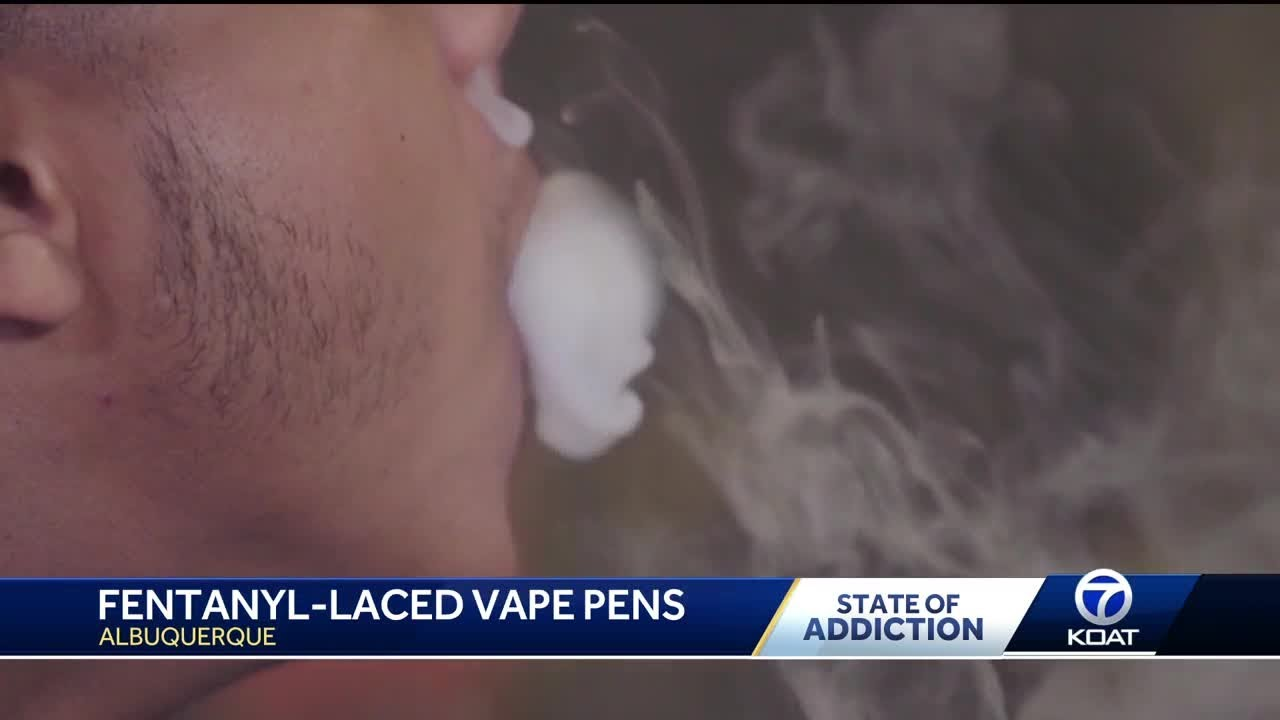 FENTANYL-LACED VAPE PENS
ALBUQUERQUE
STATE OF
ADDICTION
7
KOAT